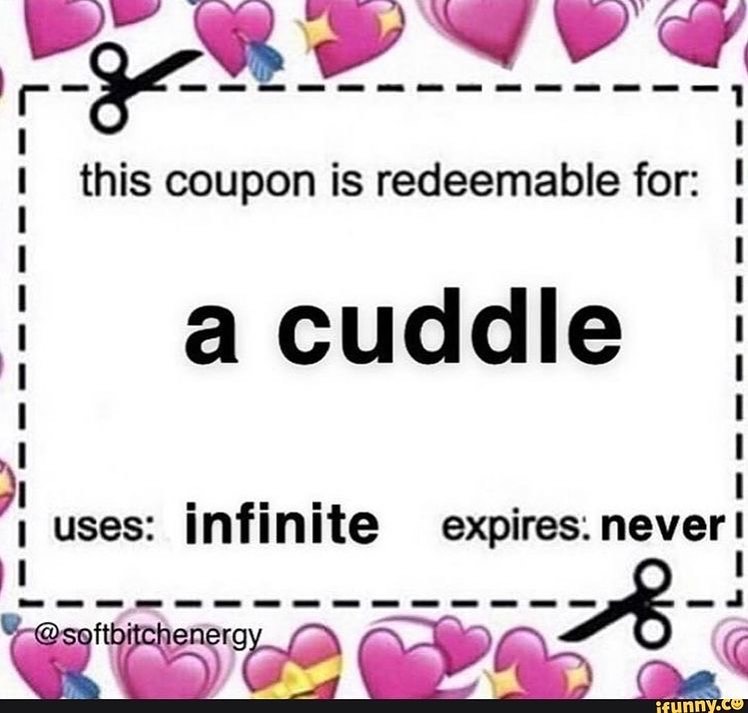 this coupon is redeemable for:
a cuddle
uses: infinite expires: never
@softbitchenergy
ifunny.co